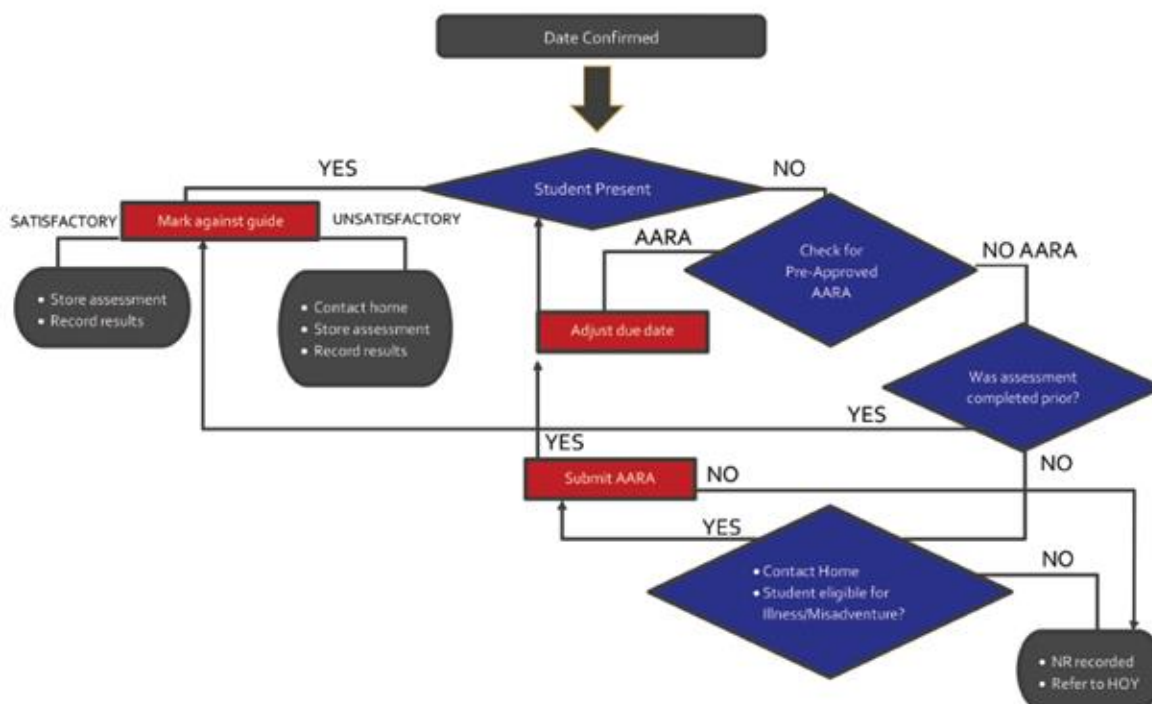 Date Confirmed
YES
Student Present
NO
SATISFACTORY
Mark against guide
UNSATISFACTORY
• Store assessment
• Record results
• Contact home
• Store assessment
• Record results
AARA
Check for
Pre-Approved
AARA
NO AARA
Adjust due date
Was assessment
completed prior?
YES
NO
YES
Submit AARA
NO
YES
• Contact Home
• Student eligible for
Illness/Misadventure?
NO
• NR recorded
• Refer to HOY